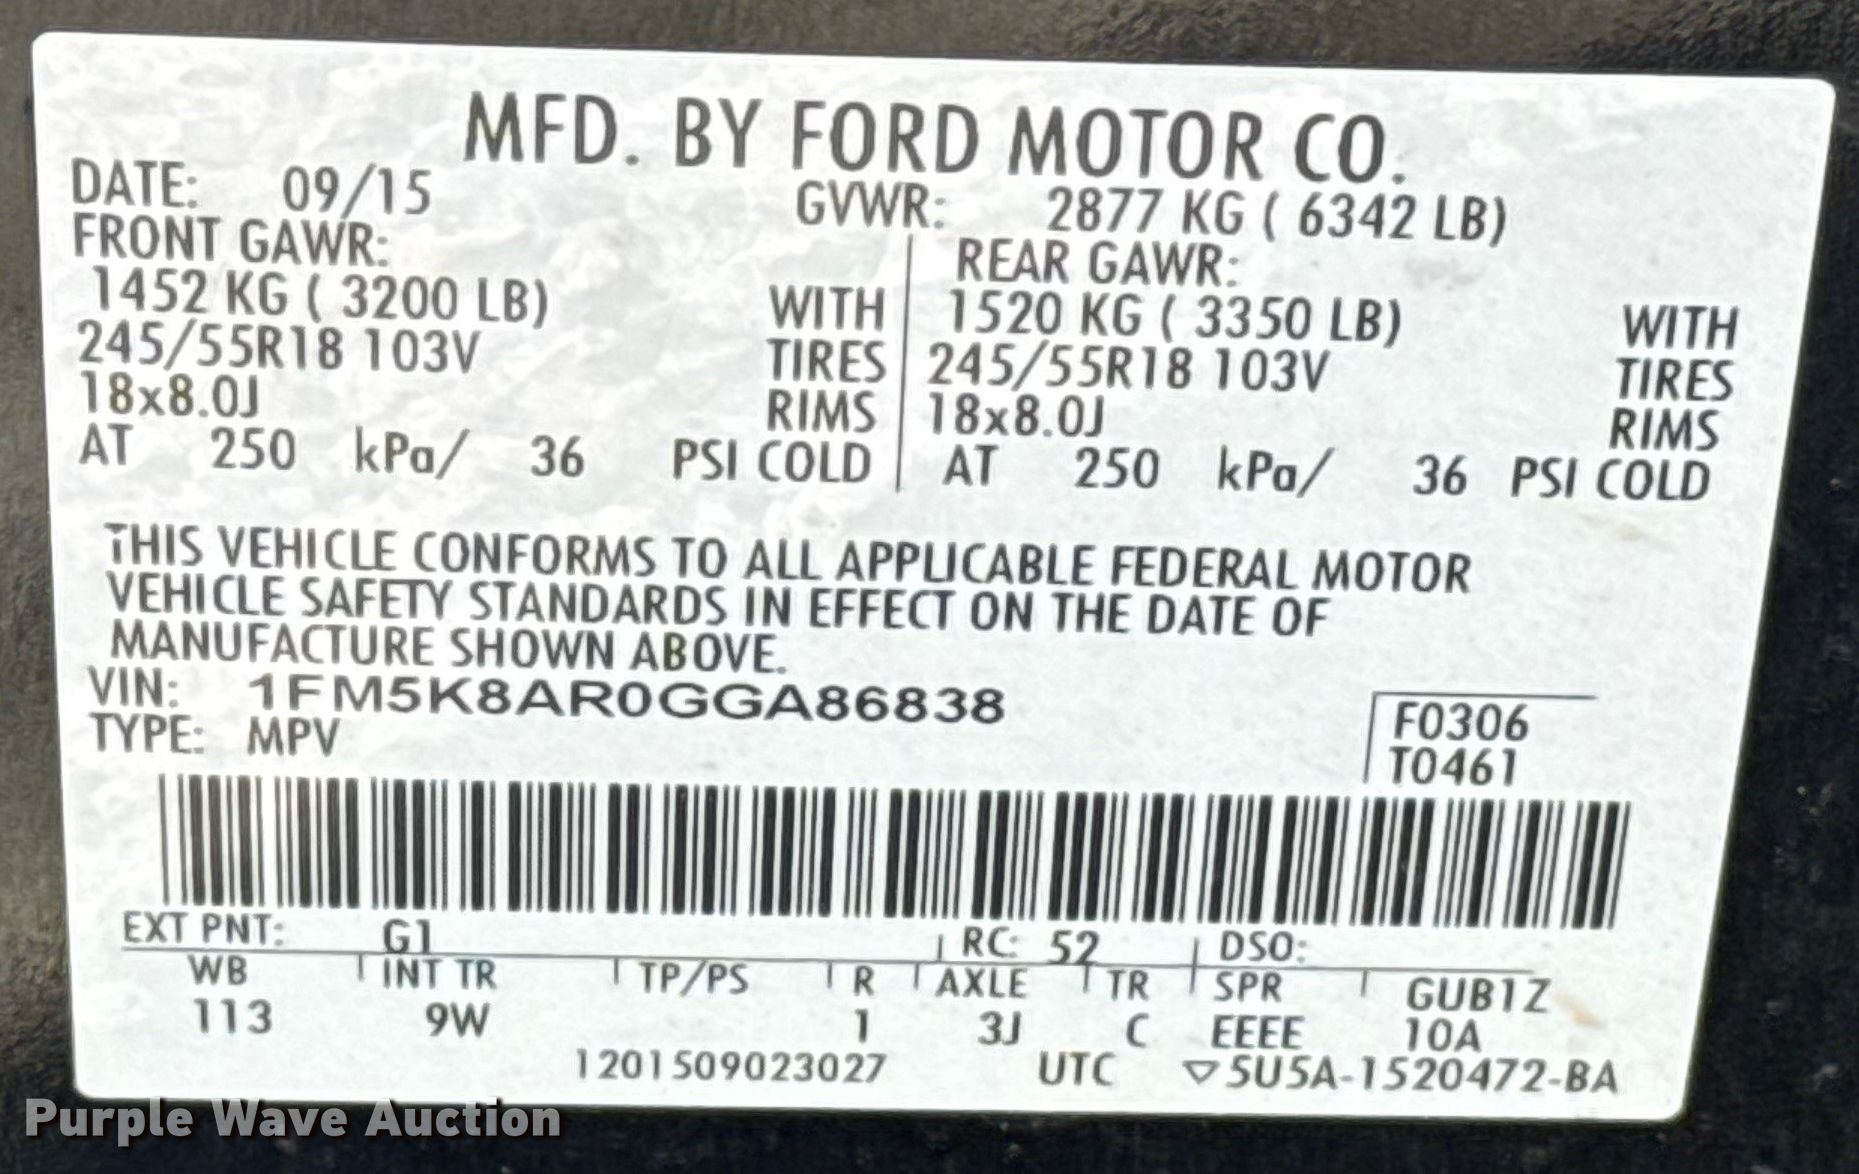 MFD. BY FORD MOTOR CO.
DATE: 09/15 GVWR: 2877 KG ( 6342 LB)
FRONT GAWR: REAR GAWR:
1452 KG ( 3200 LB) WITH 1520 KG ( 3350 LB) WITH
245/55R18 103V TIRES 245/55R18 103V TIRES
18x8.0J RIMS 18x8.0J RIMS
AT 250 kPa/ 36 PSI COLD AT 250 kPa/ 36 PSI COLD
THIS VEHICLE CONFORMS TO ALL APPLICABLE FEDERAL MOTOR
VEHICLE SAFETY STANDARDS IN EFFECT ON THE DATE OF
MANUFACTURE SHOWN ABOVE.
VIN: 1FM5K8AR0GGA86838
TYPE: MPV
F0306
T0461
EXT PNT: G1 RC: 52 DSO:
WB INT TR TP/PS R AXLE TR SPR GUB1Z
113 9W 1 3J C EEEE 10A
1201509023027 UTC ▽5U5A-1520472-BA
Purple Wave Auction